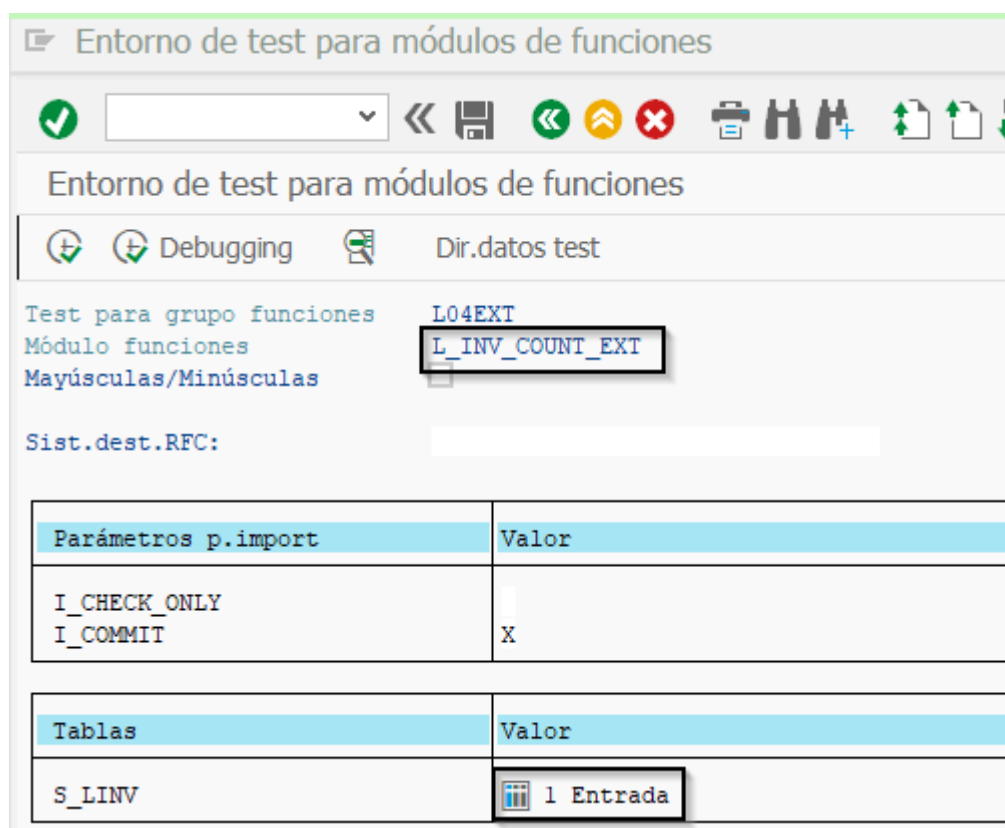 Entorno de test para módulos de funciones
Entorno de test para módulos de funciones
Debugging Dir.datos test
Test para grupo funciones L04EXT
Módulo funciones L_INV_COUNT_EXT
Mayúsculas/Minúsculas
Sist.dest.RFC:
Parámetros p.import Valor
I_CHECK_ONLY
I_COMMIT X
Tablas Valor
S_LINV 1 Entrada